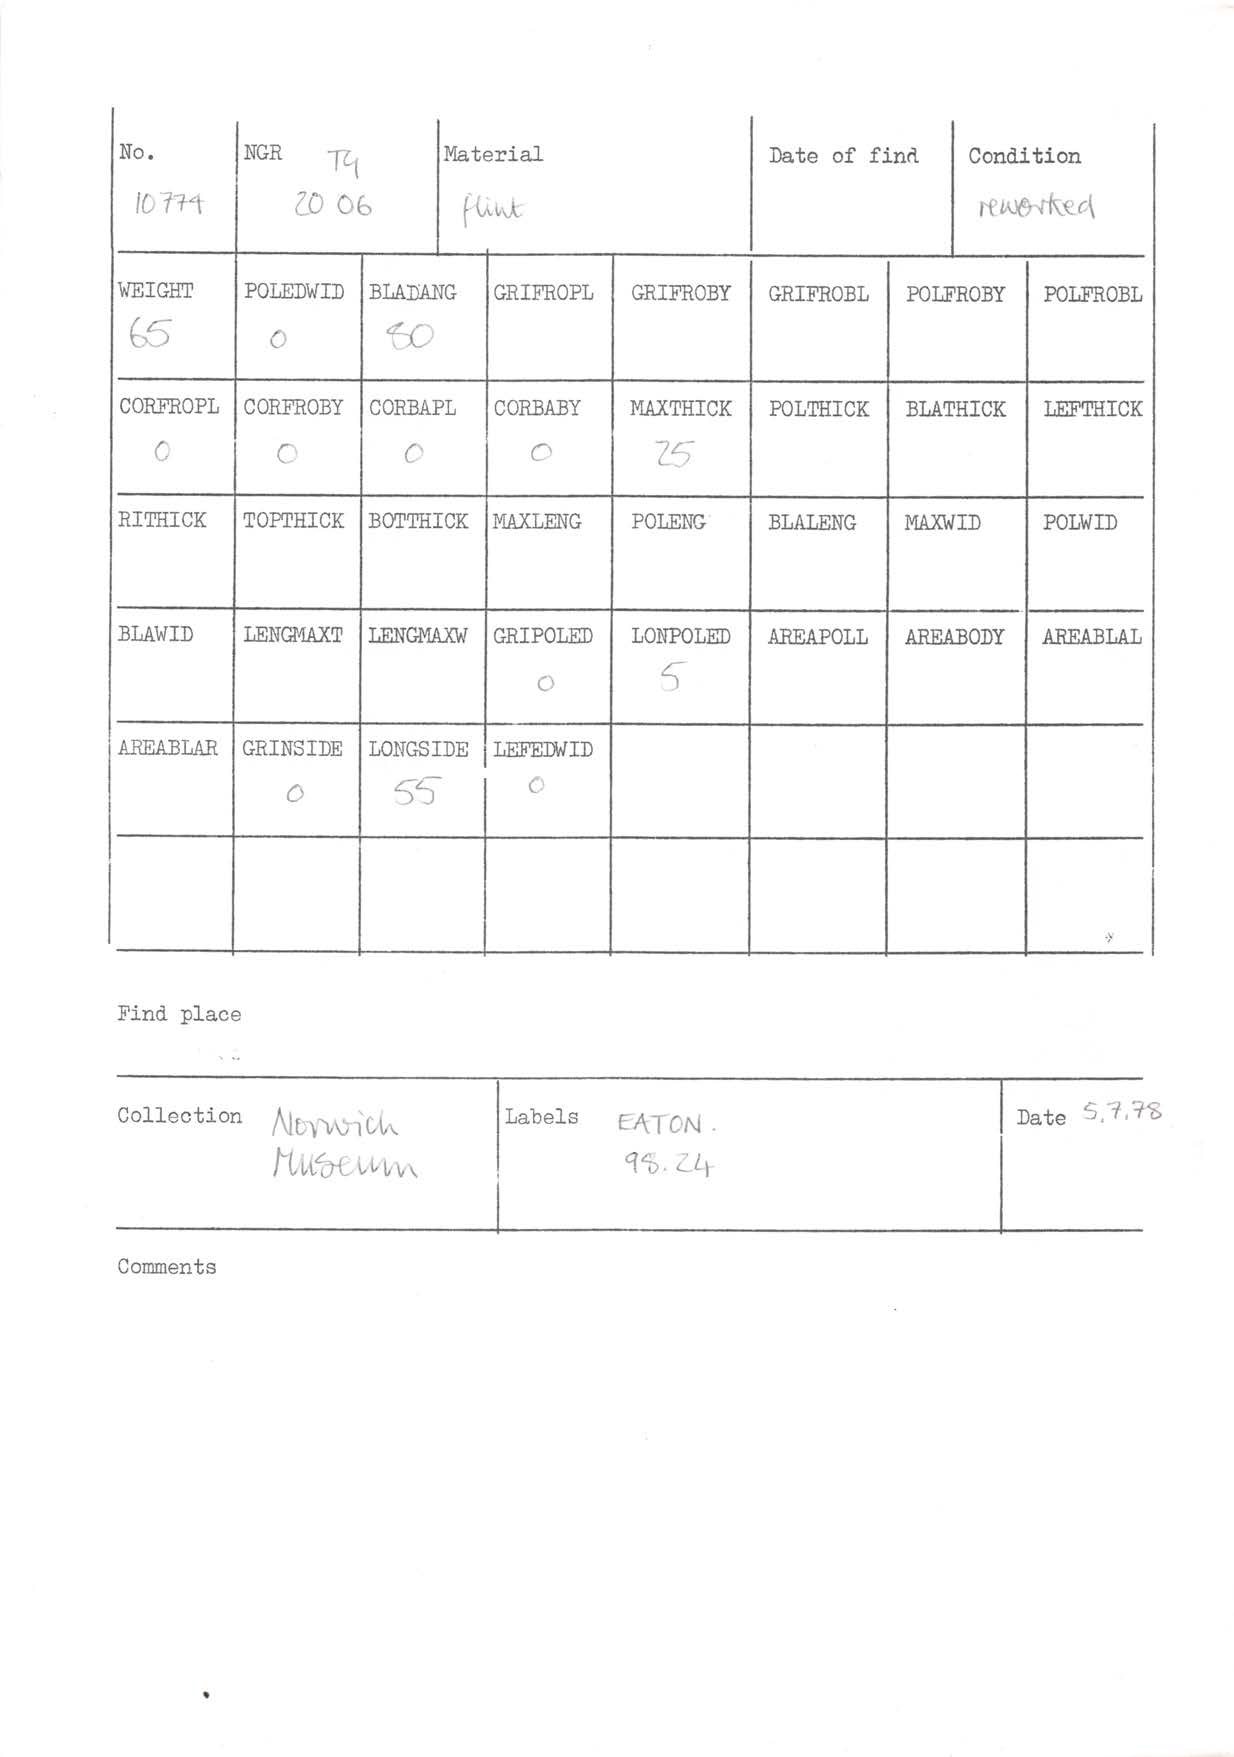 No. NGR TG Material Date of find Condition
10774 20 06 flint reworked
WEIGHT POLEDWID BLADANG GRIFROPL GRIFROBY GRIFROBL POLFROBY POLFROBL
65 0 80
CORFROPL CORFROBY CORBAPL CORBABY MAXTHICK POLTHICK BLATHICK LEFTHICK
0 0 0 0 25
RITHICK TOPTHICK BOTTHICK MAXLENG POLENG BLALENG MAXWID POLWID
BLAWID LENGMAXT LENGMAXW GRIPOLED LONPOLED AREAPOLL AREABODY AREABLAL
0 5
AREABLAR GRINSIDE LONGSIDE LEFEDWID
0 55 0
Find place
Collection Norwich Labels EATON. Date 5.7.78
Museum 98.24
Comments